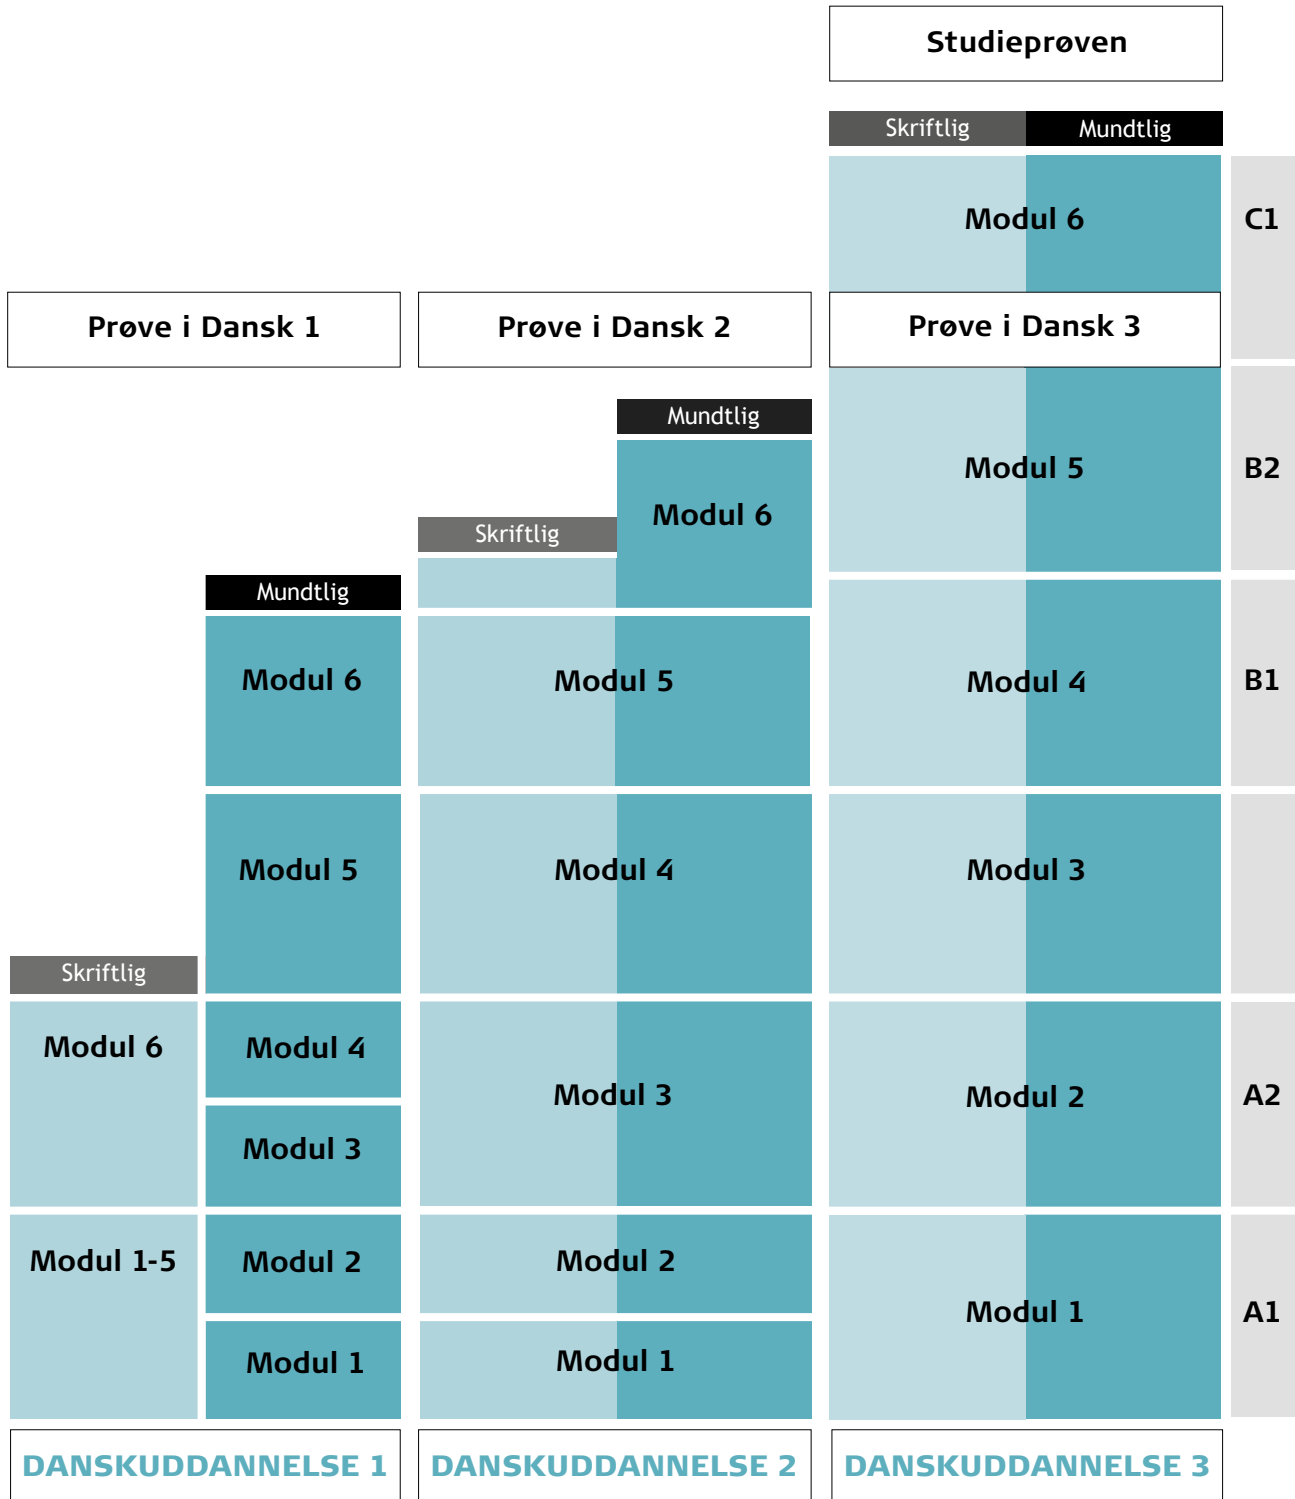 Studieprøven
Skriftlig Mundtlig
Modul 6 C1
Prøve i Dansk 1 Prøve i Dansk 2 Prøve i Dansk 3
Mundtlig
Modul 5 B2
Modul 6
Skriftlig
Mundtlig
Modul 6 Modul 5 Modul 4 B1
Modul 5 Modul 4 Modul 3
Skriftlig
Modul 6 Modul 4
Modul 3 Modul 2 A2
Modul 3
Modul 1-5 Modul 2 Modul 2
Modul 1 A1
Modul 1 Modul 1
DANSKUDDANNELSE 1 DANSKUDDANNELSE 2 DANSKUDDANNELSE 3